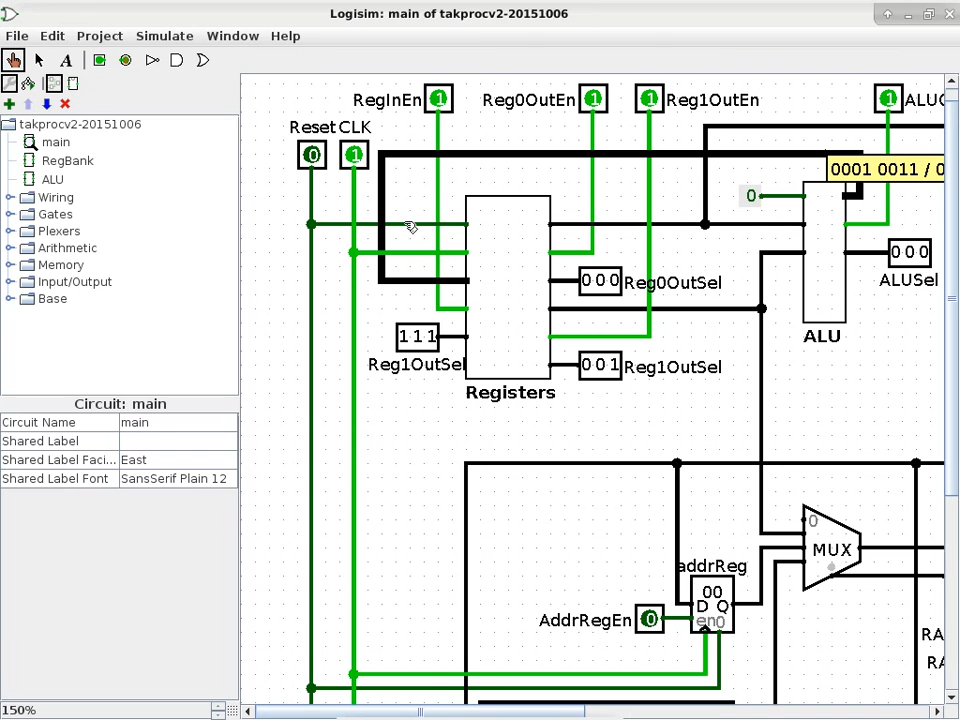 Logisim: main of takprocv2-20151006
File Edit Project Simulate Window Help
takprocv2-20151006
main
RegBank
ALU
Wiring
Gates
Plexers
Arithmetic
Memory
Input/Output
Base
Circuit: main
Circuit Name main
Shared Label
Shared Label Faci... East
Shared Label Font SansSerif Plain 12
150%
RegInEn 1 Reg0OutEn 1 1 Reg1OutEn 1
Reset CLK
0 1
0001 0011 / 0
0
0 0 0 Reg0OutSel
0 0 0
ALUSel
1 1 1
Reg1OutSel
0 0 1 Reg1OutSel
Registers
ALU
0
MUX
addrReg
00
D Q
en 0
AddrRegEn 0